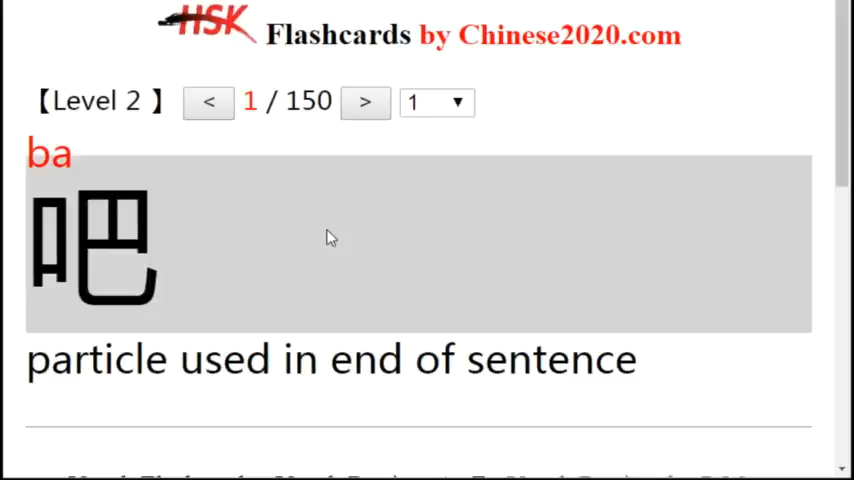 HSK Flashcards by Chinese2020.com
【Level 2 】 < 1 / 150 > 1 ▼
ba
吧
particle used in end of sentence